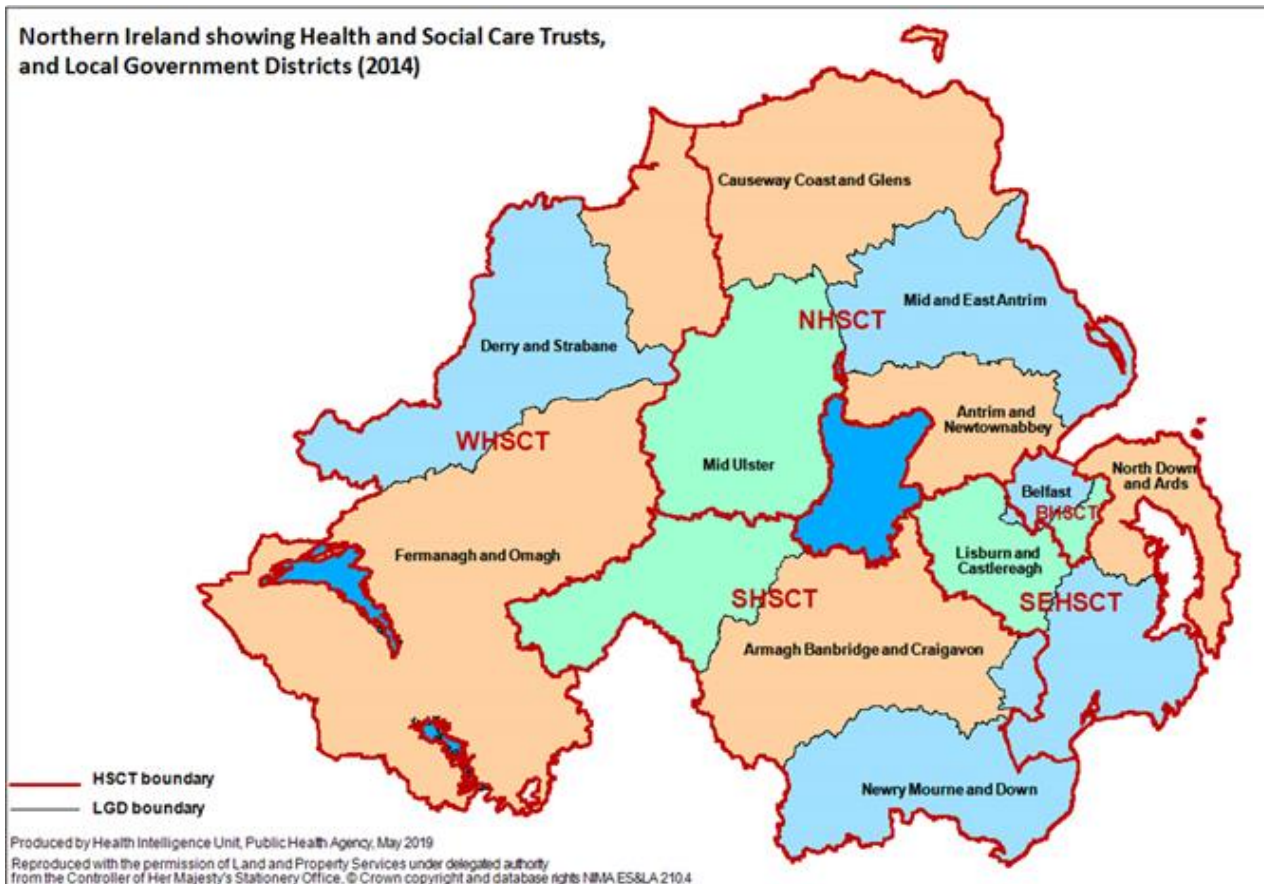 Northern Ireland showing Health and Social Care Trusts,
and Local Government Districts (2014)
Causeway Coast and Glens
Mid and East Antrim
NHSCT
Derry and Strabane
Antrim and
Newtownabbey
WHSCT
Mid Ulster
North Down
and Ards
Belfast
BHSCT
Fermanagh and Omagh
Lisburn and
Castlereagh
SHSCT
SEHSCT
Armagh Banbridge and Craigavon
Newry Mourne and Down
HSCT boundary
LGD boundary
Produced by Health Intelligence Unit, Public Health Agency, May 2019
Reproduced with the permission of Land and Property Services under delegated authority
from the Controller of Her Majesty's Stationery Office, © Crown copyright and database rights NIMA ES&LA 210.4